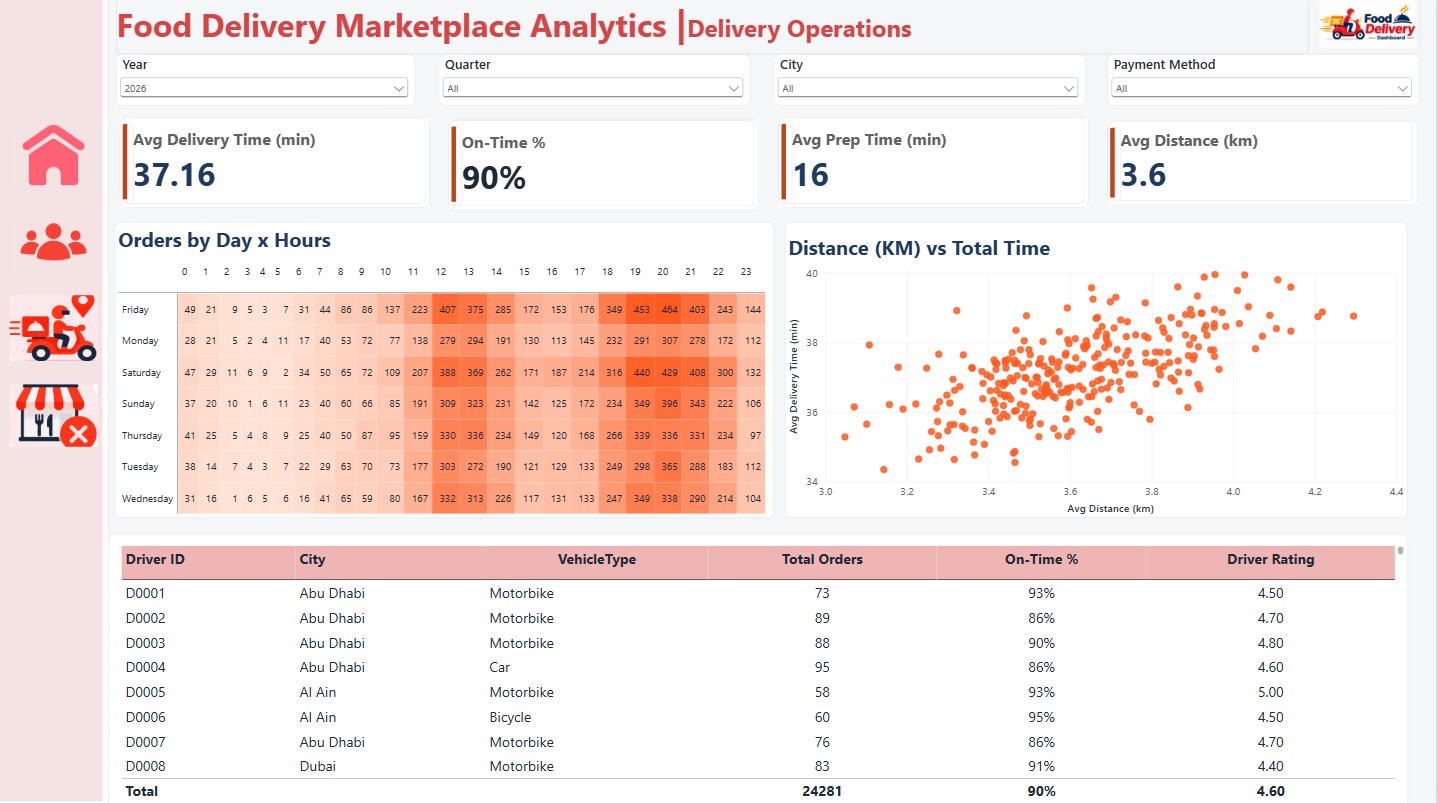 Food Delivery Marketplace Analytics |Delivery Operations
Food
Delivery
Dashboard
Year
Quarter
City
Payment Method
2026
All
All
All
Avg Delivery Time (min)
37.16
On-Time %
90%
Avg Prep Time (min)
16
Avg Distance (km)
3.6
Orders by Day x Hours
0 1 2 3 4 5 6 7 8 9 10 11 12 13 14 15 16 17 18 19 20 21 22 23
Friday 49 21 9 5 3 7 31 44 86 86 137 223 407 375 285 172 153 176 349 453 464 403 243 144
Monday 28 21 5 2 4 11 17 40 53 72 77 138 279 294 191 130 113 145 232 291 307 278 172 112
Saturday 47 29 11 6 9 2 34 50 65 72 109 207 388 369 262 171 187 214 316 440 429 408 300 132
Sunday 37 20 10 1 6 11 23 40 60 66 85 191 309 323 231 142 125 172 234 349 396 343 222 106
Thursday 41 25 5 4 8 9 25 40 50 87 95 159 330 336 234 149 120 168 266 339 336 331 234 97
Tuesday 38 14 7 4 3 7 22 29 63 70 73 177 303 272 190 121 129 133 249 298 365 288 183 112
Wednesday 31 16 1 6 5 6 16 41 65 59 80 167 332 313 226 117 131 133 247 349 338 290 214 104
Distance (KM) vs Total Time
Avg Delivery Time (min)
40
38
36
34
3.0 3.2 3.4 3.6 3.8 4.0 4.2 4.4
Avg Distance (km)
Driver ID City VehicleType Total Orders On-Time % Driver Rating
D0001 Abu Dhabi Motorbike 73 93% 4.50
D0002 Abu Dhabi Motorbike 89 86% 4.70
D0003 Abu Dhabi Motorbike 88 90% 4.80
D0004 Abu Dhabi Car 95 86% 4.60
D0005 Al Ain Motorbike 58 93% 5.00
D0006 Al Ain Bicycle 60 95% 4.50
D0007 Abu Dhabi Motorbike 76 86% 4.70
D0008 Dubai Motorbike 83 91% 4.40
Total 24281 90% 4.60